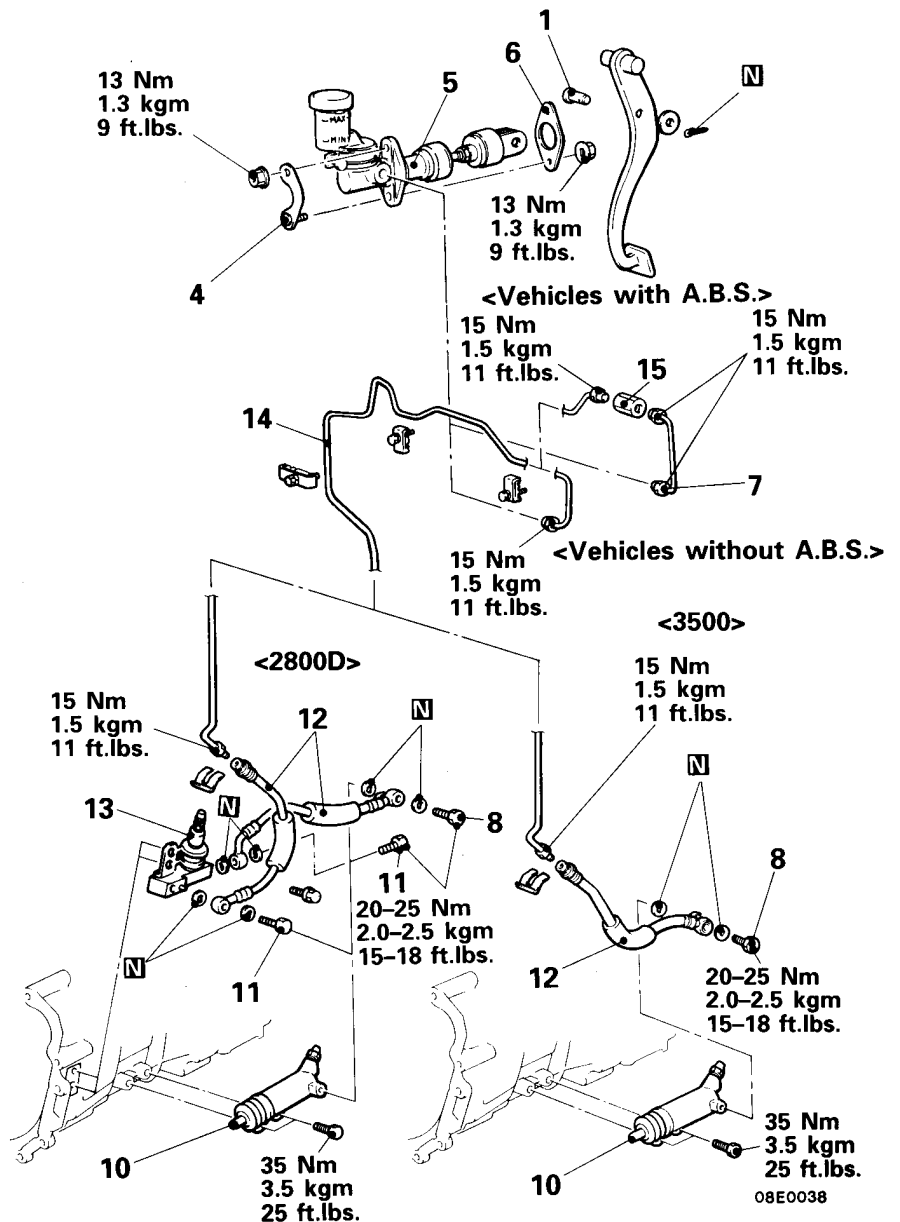 1
6
N
5
13 Nm
1.3 kgm
9 ft.lbs.
MAX
MIN
13 Nm
1.3 kgm
9 ft.lbs.
4
<Vehicles with A.B.S.>
15 Nm
1.5 kgm
11 ft.lbs.
15 Nm
1.5 kgm
11 ft.lbs.
15
14
7
<Vehicles without A.B.S.>
15 Nm
1.5 kgm
11 ft.lbs.
<3500>
<2800D>
15 Nm
1.5 kgm
11 ft.lbs.
15 Nm
1.5 kgm
11 ft.lbs.
12
N
N
13
N
8
8
11
20–25 Nm
2.0–2.5 kgm
15–18 ft.lbs.
N
11
12
20–25 Nm
2.0–2.5 kgm
15–18 ft.lbs.
10
35 Nm
3.5 kgm
25 ft.lbs.
10
35 Nm
3.5 kgm
25 ft.lbs.
08E0038